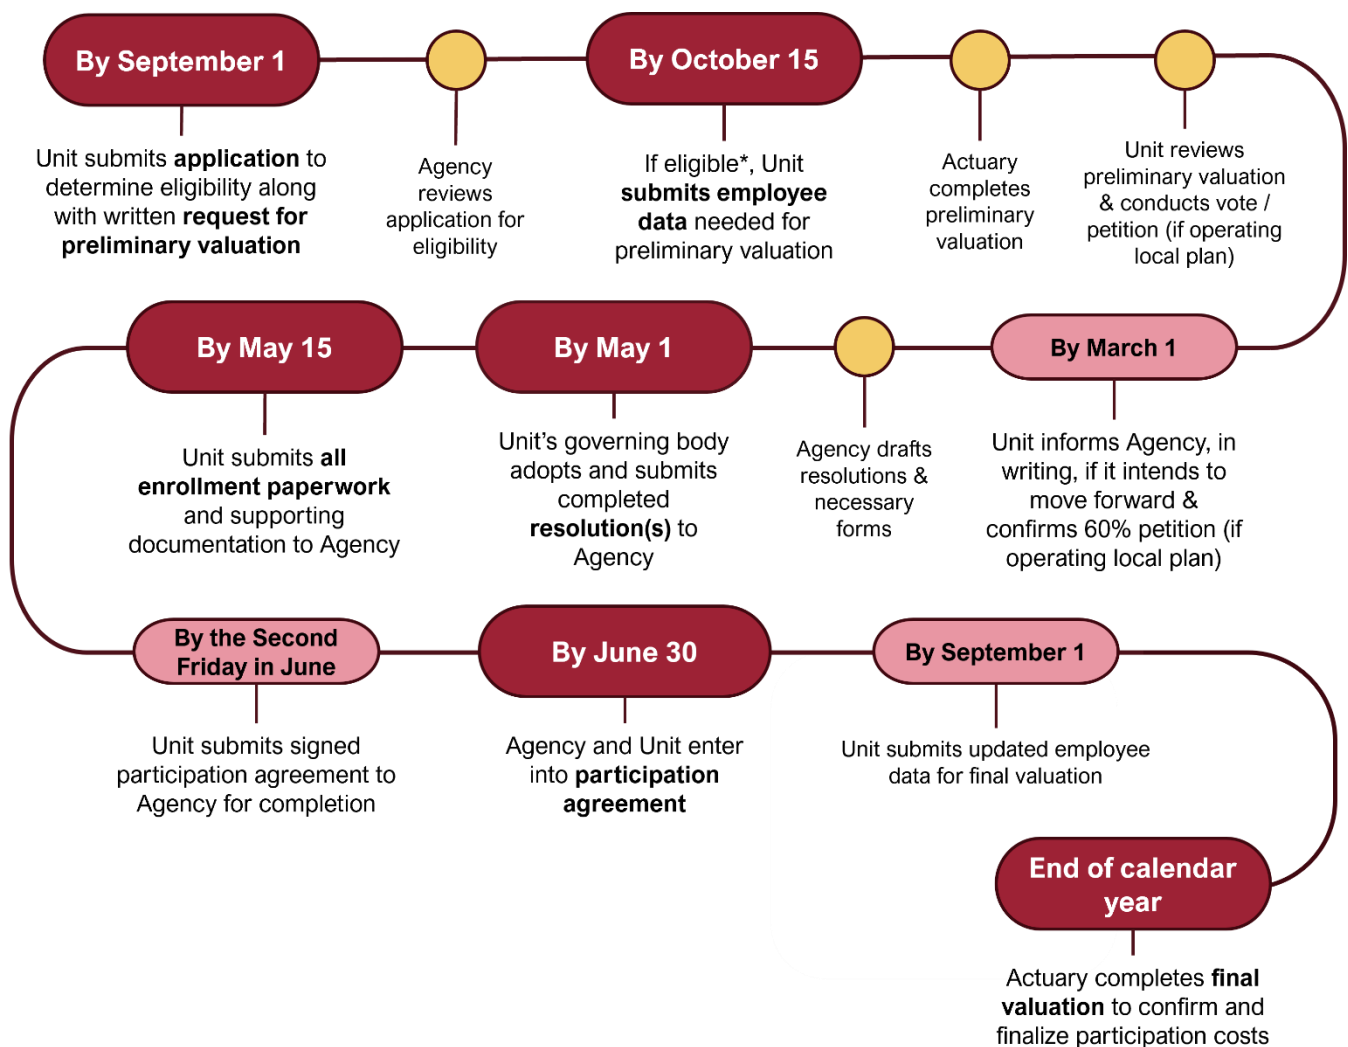 By September 1
Unit submits application to
determine eligibility along
with written request for
preliminary valuation
Agency
reviews
application for
eligibility
By October 15
If eligible*, Unit
submits employee
data needed for
preliminary valuation
Actuary
completes
preliminary
valuation
Unit reviews
preliminary valuation
& conducts vote /
petition (if operating
local plan)
By March 1
Unit informs Agency, in
writing, if it intends to
move forward &
confirms 60% petition (if
operating local plan)
Agency drafts
resolutions &
necessary
forms
By May 1
Unit’s governing body
adopts and submits
completed
resolution(s) to
Agency
By May 15
Unit submits all
enrollment paperwork
and supporting
documentation to Agency
By the Second
Friday in June
Unit submits signed
participation agreement to
Agency for completion
By June 30
Agency and Unit enter
into participation
agreement
By September 1
Unit submits updated employee
data for final valuation
End of calendar
year
Actuary completes final
valuation to confirm and
finalize participation costs